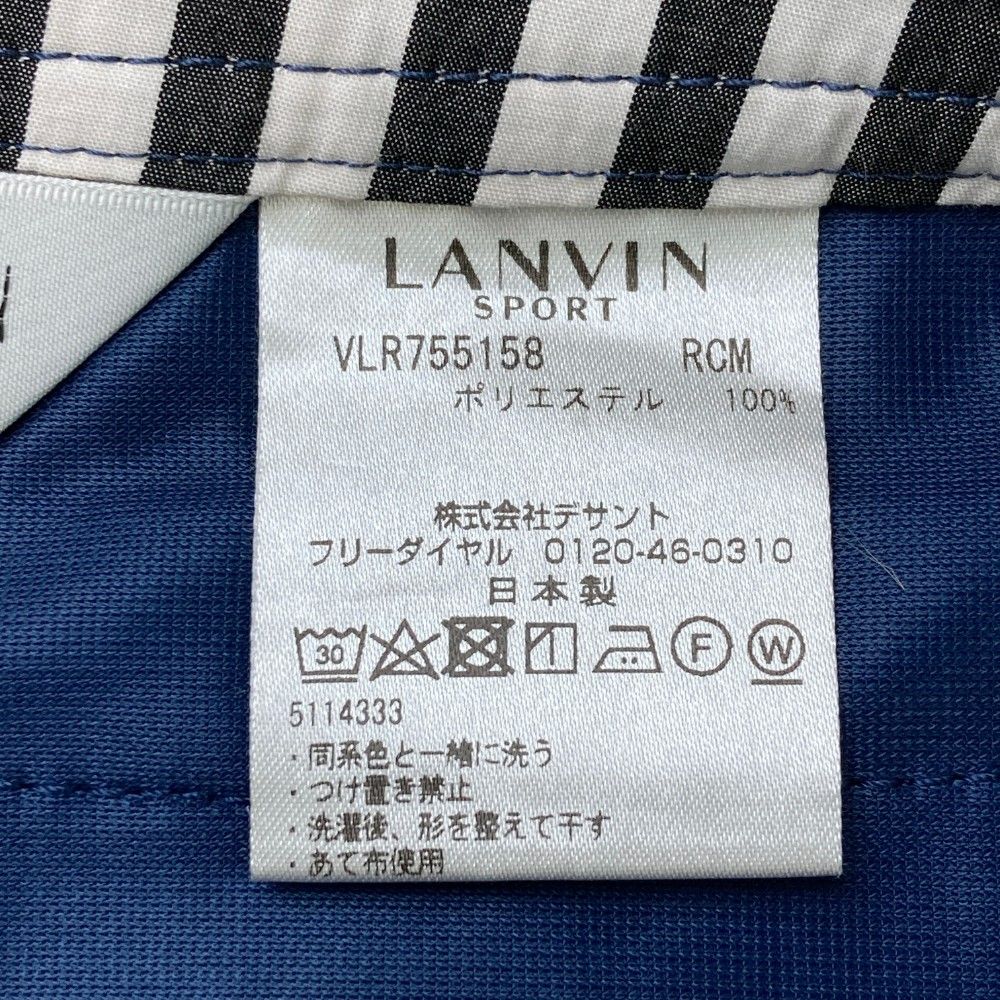 LANVIN
SPORT
VLR755158 RCM
ポリエステル 100%
株式会社デサント
フリーダイヤル 0120-46-0310
日本製
30 F W
5114333
・同系色と一緒に洗う
・つけ置き禁止
・洗濯後、形を整えて干す
・あて布使用